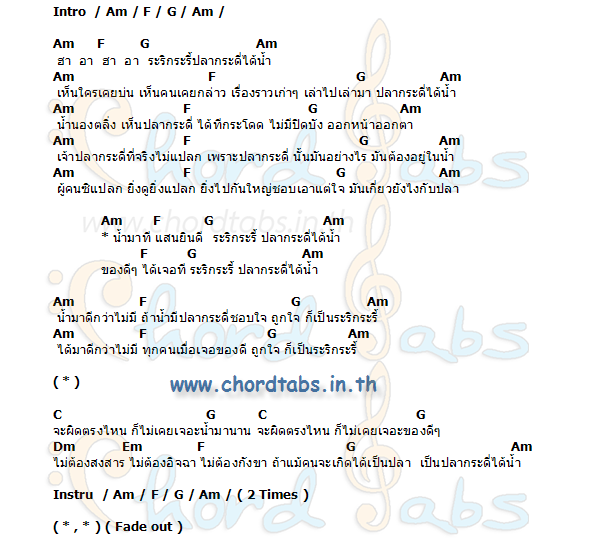 Intro / Am / F / G / Am /
Am F G Am
ฮา อา ฮา อา ระริกระรี้ปลากระดี่ได้น้ำ
Am F G Am
เห็นใครเคยบ่น เห็นคนเคยกล่าว เรื่องราวเก่าๆ เล่าไปเล่ามา ปลากระดี่ได้น้ำ
Am F G Am
น้ำนองตลิ่ง เห็นปลากระดี่ ได้ทีกระโดด ไม่มีปิดบัง ออกหน้าออกตา
Am F G Am
เจ้าปลากระดี่ที่จริงไม่แปลก เพราะปลากระดี่ นั้นมันอย่างไร มันต้องอยู่ในน้ำ
Am F G Am
ผู้คนซิแปลก ยิ่งดูยิ่งแปลก ยิ่งไปกันใหญ่ชอบเอาแต่ใจ มันเกี่ยวยังไงกับปลา
www.chordtabs.in.th
Am F G Am
* น้ำมาที แสนยินดี ระริกระรี้ ปลากระดี่ได้น้ำ
F G Am
ของดีๆ ได้เจอที ระริกระรี้ ปลากระดี่ได้น้ำ
Am F G Am
น้ำมาดีกว่าไม่มี ถ้าน้ำมีปลากระดี่ชอบใจ ถูกใจ ก็เป็นระริกระรี้
Am F G Am
ได้มาดีกว่าไม่มี ทุกคนเมื่อเจอของดี ถูกใจ ก็เป็นระริกระรี้
( * )
www.chordtabs.in.th
C G C G
จะผิดตรงไหน ก็ไม่เคยเจอะน้ำมานาน จะผิดตรงไหน ก็ไม่เคยเจอะของดีๆ
Dm Em F G Am
ไม่ต้องสงสาร ไม่ต้องอิจฉา ไม่ต้องกังขา ถ้าแม้คนจะเกิดได้เป็นปลา เป็นปลากระดี่ได้น้ำ
Instru / Am / F / G / Am / ( 2 Times )
( * , * ) ( Fade out )